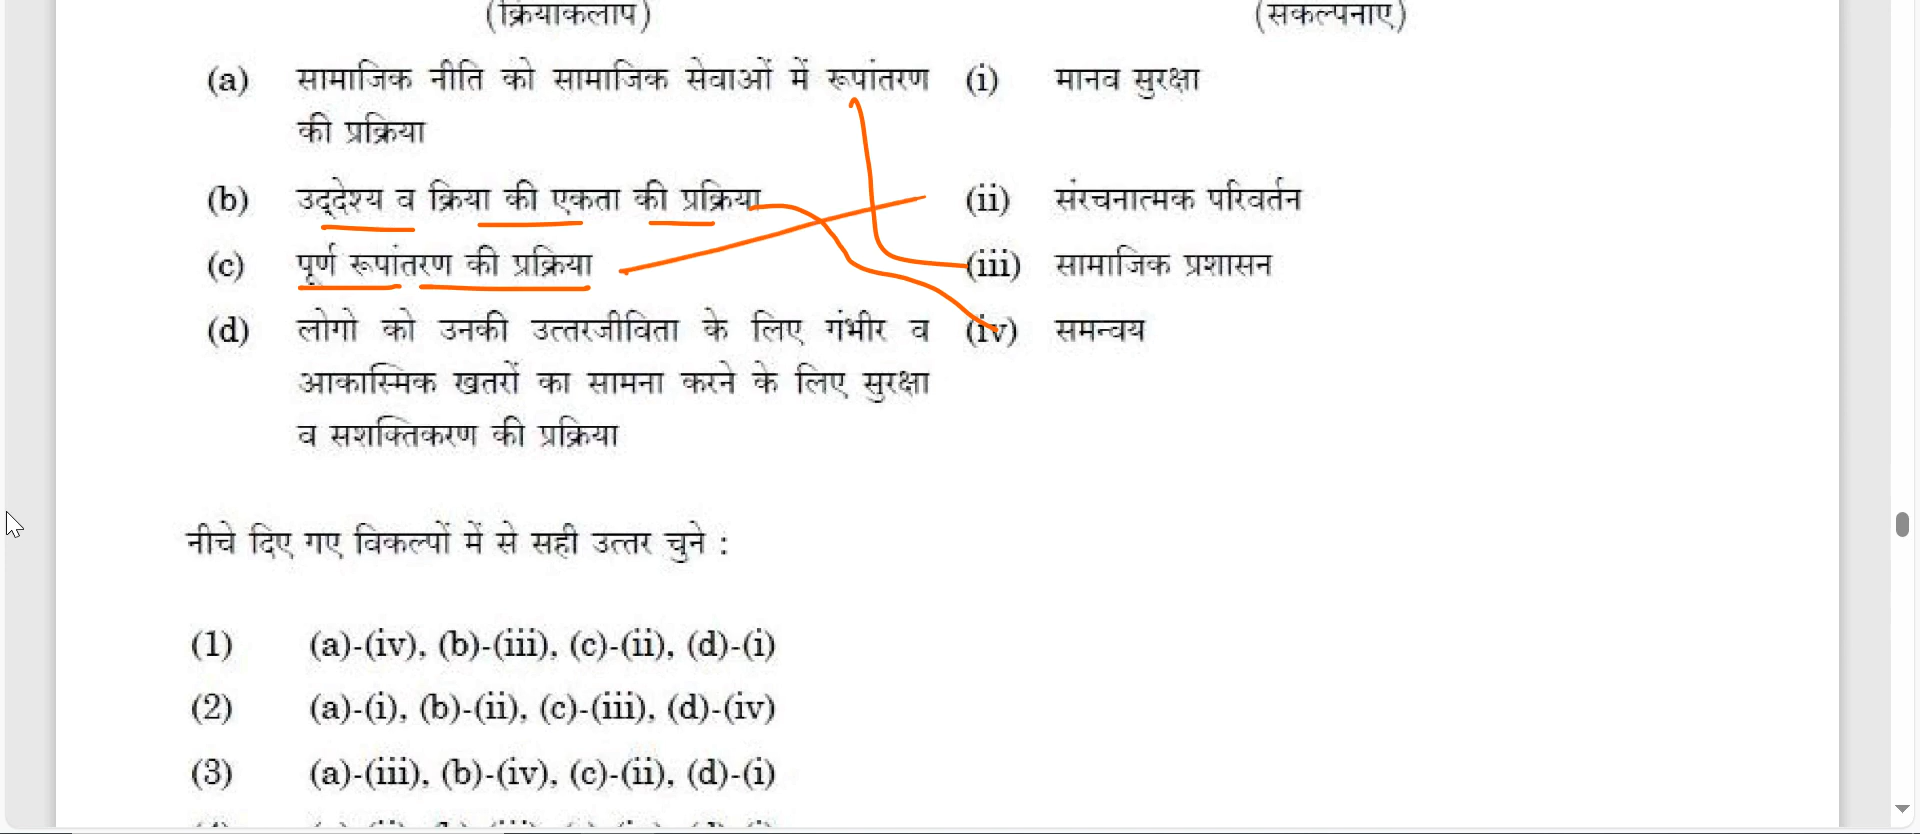 (क्रियाकलाप) (संकल्पनाएं)
(a) सामाजिक नीति को सामाजिक सेवाओं में रूपांतरण (i) मानव सुरक्षा
की प्रक्रिया
(b) उद्देश्य व क्रिया की एकता की प्रक्रिया (ii) संरचनात्मक परिवर्तन
(c) पूर्ण रूपांतरण की प्रक्रिया (iii) सामाजिक प्रशासन
(d) लोगो को उनकी उत्तरजीविता के लिए गंभीर व (iv) समन्वय
आकास्मिक खतरों का सामना करने के लिए सुरक्षा
व सशक्तिकरण की प्रक्रिया
नीचे दिए गए विकल्पों में से सही उत्तर चुने :
(1) (a)-(iv), (b)-(iii), (c)-(ii), (d)-(i)
(2) (a)-(i), (b)-(ii), (c)-(iii), (d)-(iv)
(3) (a)-(iii), (b)-(iv), (c)-(ii), (d)-(i)